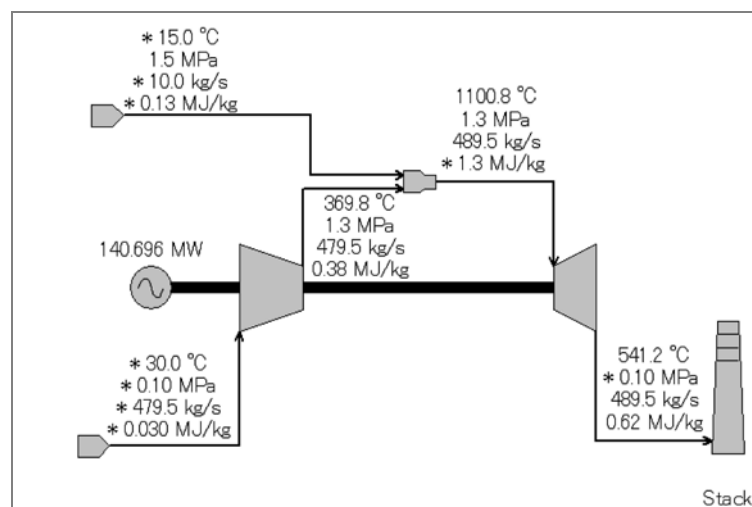 * 15.0 °C
1.5 MPa
* 10.0 kg/s
* 0.13 MJ/kg
1100.8 °C
1.3 MPa
489.5 kg/s
* 1.3 MJ/kg
369.8 °C
1.3 MPa
479.5 kg/s
0.38 MJ/kg
140.696 MW
* 30.0 °C
* 0.10 MPa
* 479.5 kg/s
* 0.030 MJ/kg
541.2 °C
* 0.10 MPa
489.5 kg/s
0.62 MJ/kg
Stack